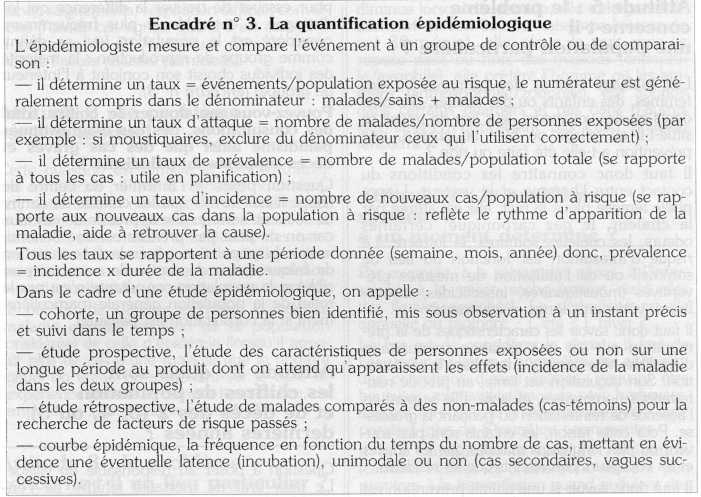 Encadré n° 3. La quantification épidémiologique
L'épidémiologiste mesure et compare l'événement à un groupe de contrôle ou de comparai-
son :
— il détermine un taux = événements/population exposée au risque, le numérateur est géné-
ralement compris dans le dénominateur : malades/sains + malades ;
— il détermine un taux d'attaque = nombre de malades/nombre de personnes exposées (par
exemple : si moustiquaires, exclure du dénominateur ceux qui l'utilisent correctement) ;
— il détermine un taux de prévalence = nombre de malades/population totale (se rapporte
à tous les cas : utile en planification) ;
— il détermine un taux d'incidence = nombre de nouveaux cas/population à risque (se rap-
porte aux nouveaux cas dans la population à risque : reflète le rythme d'apparition de la
maladie, aide à retrouver la cause).
Tous les taux se rapportent à une période donnée (semaine, mois, année) donc, prévalence
= incidence x durée de la maladie.
Dans le cadre d'une étude épidémiologique, on appelle :
— cohorte, un groupe de personnes bien identifié, mis sous observation à un instant précis
et suivi dans le temps ;
— étude prospective, l'étude des caractéristiques de personnes exposées ou non sur une
longue période au produit dont on attend qu'apparaissent les effets (incidence de la maladie
dans les deux groupes) ;
— étude rétrospective, l'étude de malades comparés à des non-malades (cas-témoins) pour la
recherche de facteurs de risque passés ;
— courbe épidémique, la fréquence en fonction du temps du nombre de cas, mettant en évi-
dence une éventuelle latence (incubation), unimodale ou non (cas secondaires, vagues suc-
cessives).